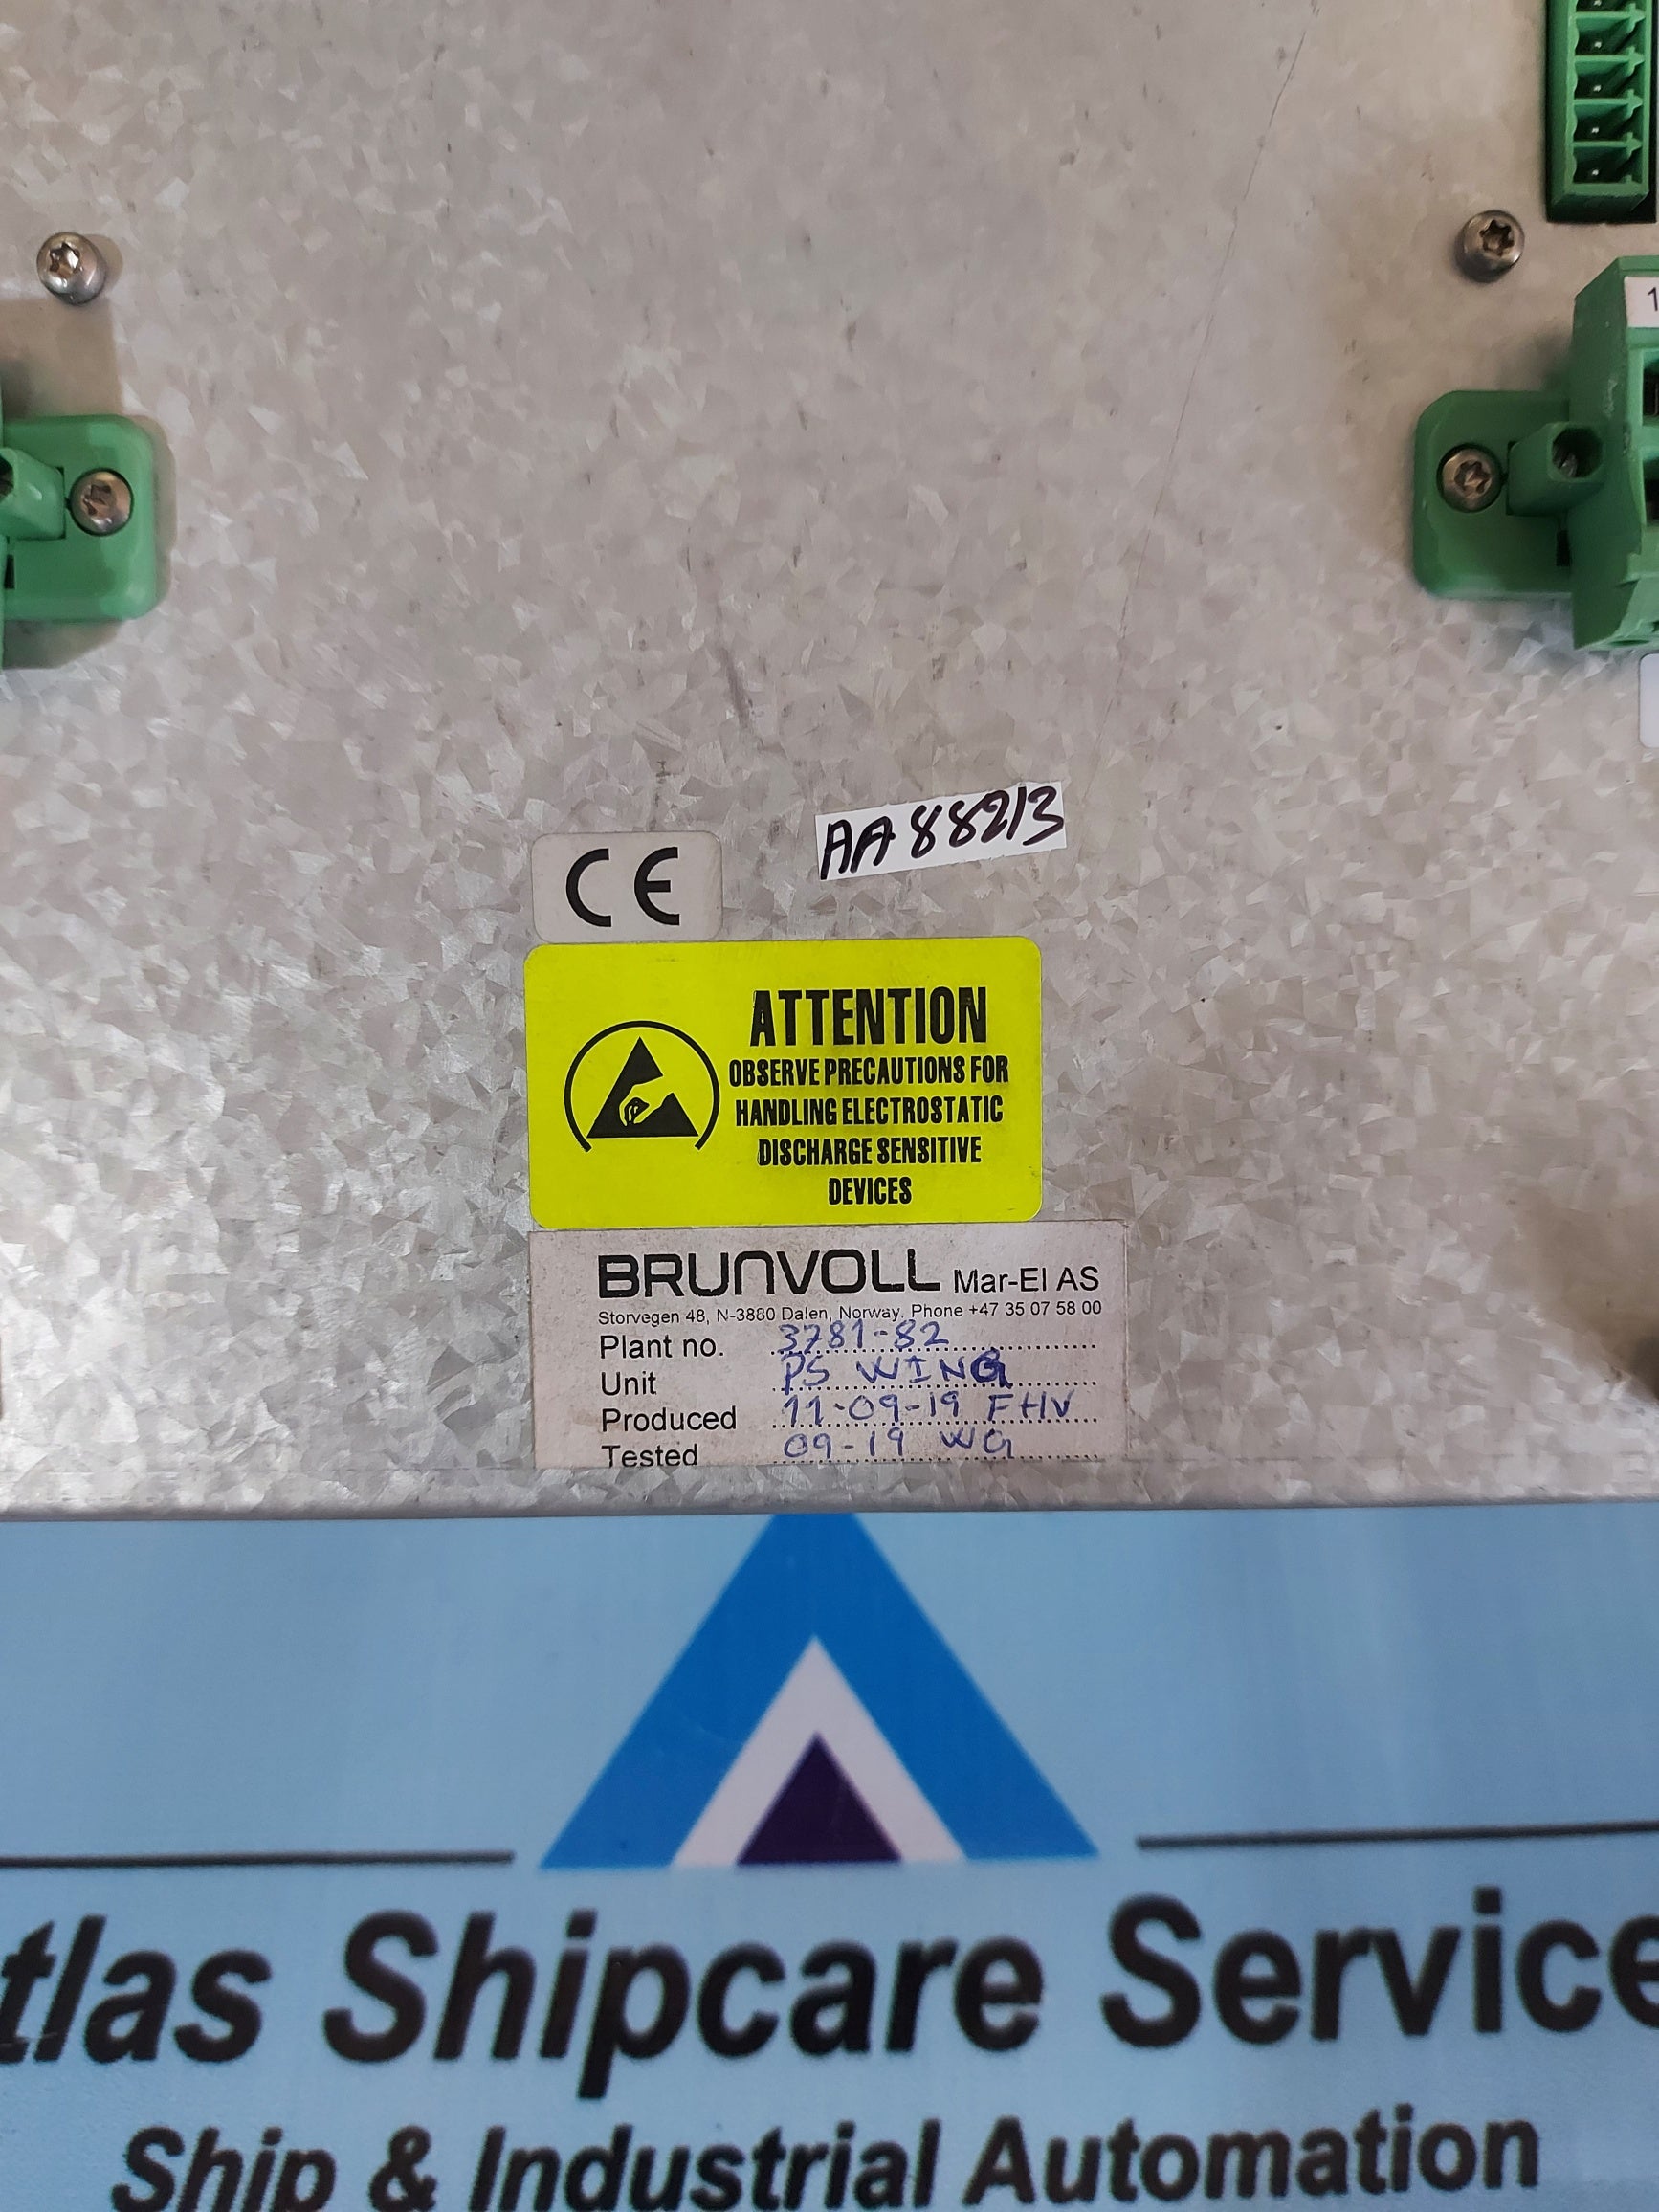 1
AA88213
CE
ATTENTION
OBSERVE PRECAUTIONS FOR
HANDLING ELECTROSTATIC
DISCHARGE SENSITIVE
DEVICES
BRUNVOLL Mar-El AS
Storvegen 48, N-3880 Dalen, Norway, Phone +47 35 07 58 00
Plant no. 3781-82
Unit PS WING
Produced 11-09-19 FHV
Tested 09-19 WG
tlas Shipcare Service
Ship & Industrial Automation